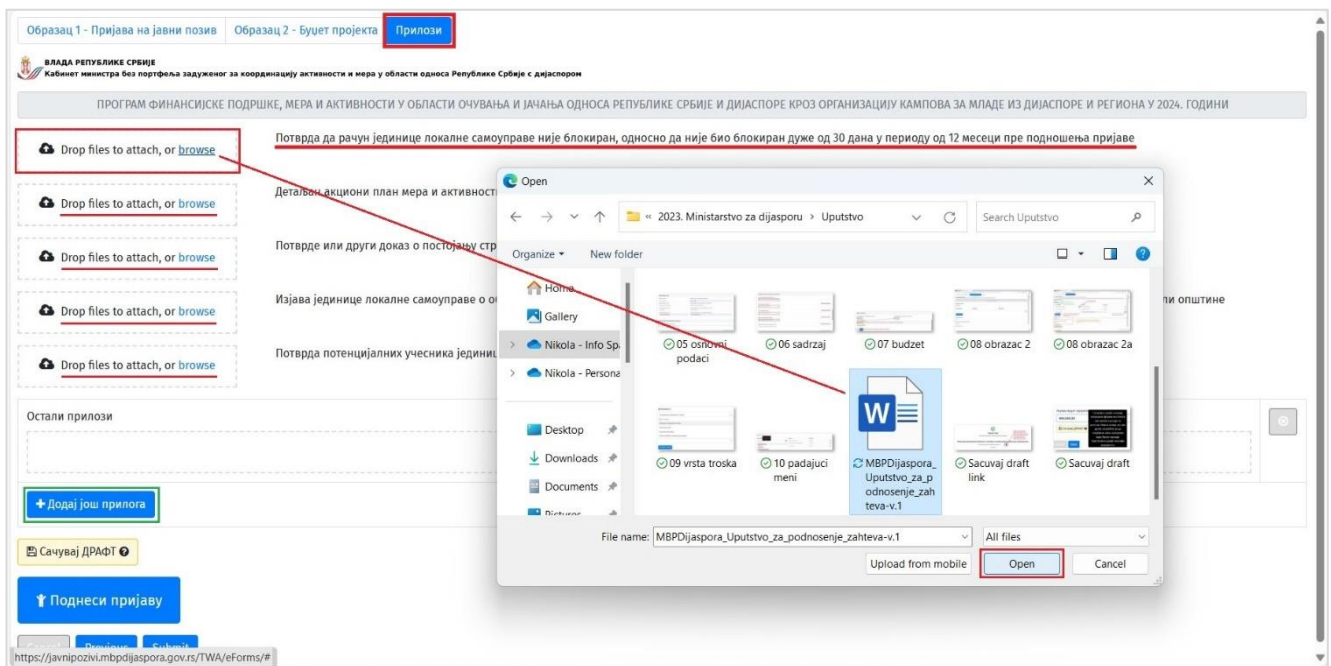 Образац 1 - Пријава на јавни позив Образац 2 - Буџет пројекта Прилози
ВЛАДА РЕПУБЛИКЕ СРБИЈЕ
Кабинет министра без портфеља задуженог за координацију активности и мера у области односа Републике Србије с дијаспором
ПРОГРАМ ФИНАНСИЈСКЕ ПОДРШКЕ, МЕРА И АКТИВНОСТИ У ОБЛАСТИ ОЧУВАЊА И ЈАЧАЊА ОДНОСА РЕПУБЛИКЕ СРБИЈЕ И ДИЈАСПОРЕ КРОЗ ОРГАНИЗАЦИЈУ КАМПОВА ЗА МЛАДЕ ИЗ ДИЈАСПОРЕ И РЕГИОНА У 2024. ГОДИНИ
Drop files to attach, or browse
Потврда да рачун јединице локалне самоуправе није блокиран, односно да није био блокиран дуже од 30 дана у периоду од 12 месеци пре подношења пријаве
Drop files to attach, or browse
Детаљан акциони план мера и активност
Drop files to attach, or browse
Потврде или други доказ о постојању стр
Drop files to attach, or browse
Изјава јединице локалне самоуправе о о
ли општине
Drop files to attach, or browse
Потврда потенцијалних учесника јединиц
Остали прилози
+ Додај још прилога
Сачувај ДРАФТ
Поднеси пријаву
Previous Submit
https://javnipozivi.mbpdijaspora.gov.rs/TWA/eForms/#
Open
« 2023. Ministarstvo za dijasporu › Uputstvo
Search Uputstvo
Organize New folder
Home
Gallery
Nikola - Info Sp
Nikola - Persona
Desktop
Downloads
Documents
Pictures
05 osnovni
podaci
06 sadrzaj
07 budzet
08 obrazac 2
08 obrazac 2a
09 vrsta troska
10 padajuci
meni
W
MBPDijaspora_
Uputstvo_za_p
odnosenje_zah
teva-v.1
Sacuvaj draft
link
Sacuvaj draft
File name: MBPDijaspora_Uputstvo_za_podnosenje_zahteva-v.1
All files
Upload from mobile Open Cancel